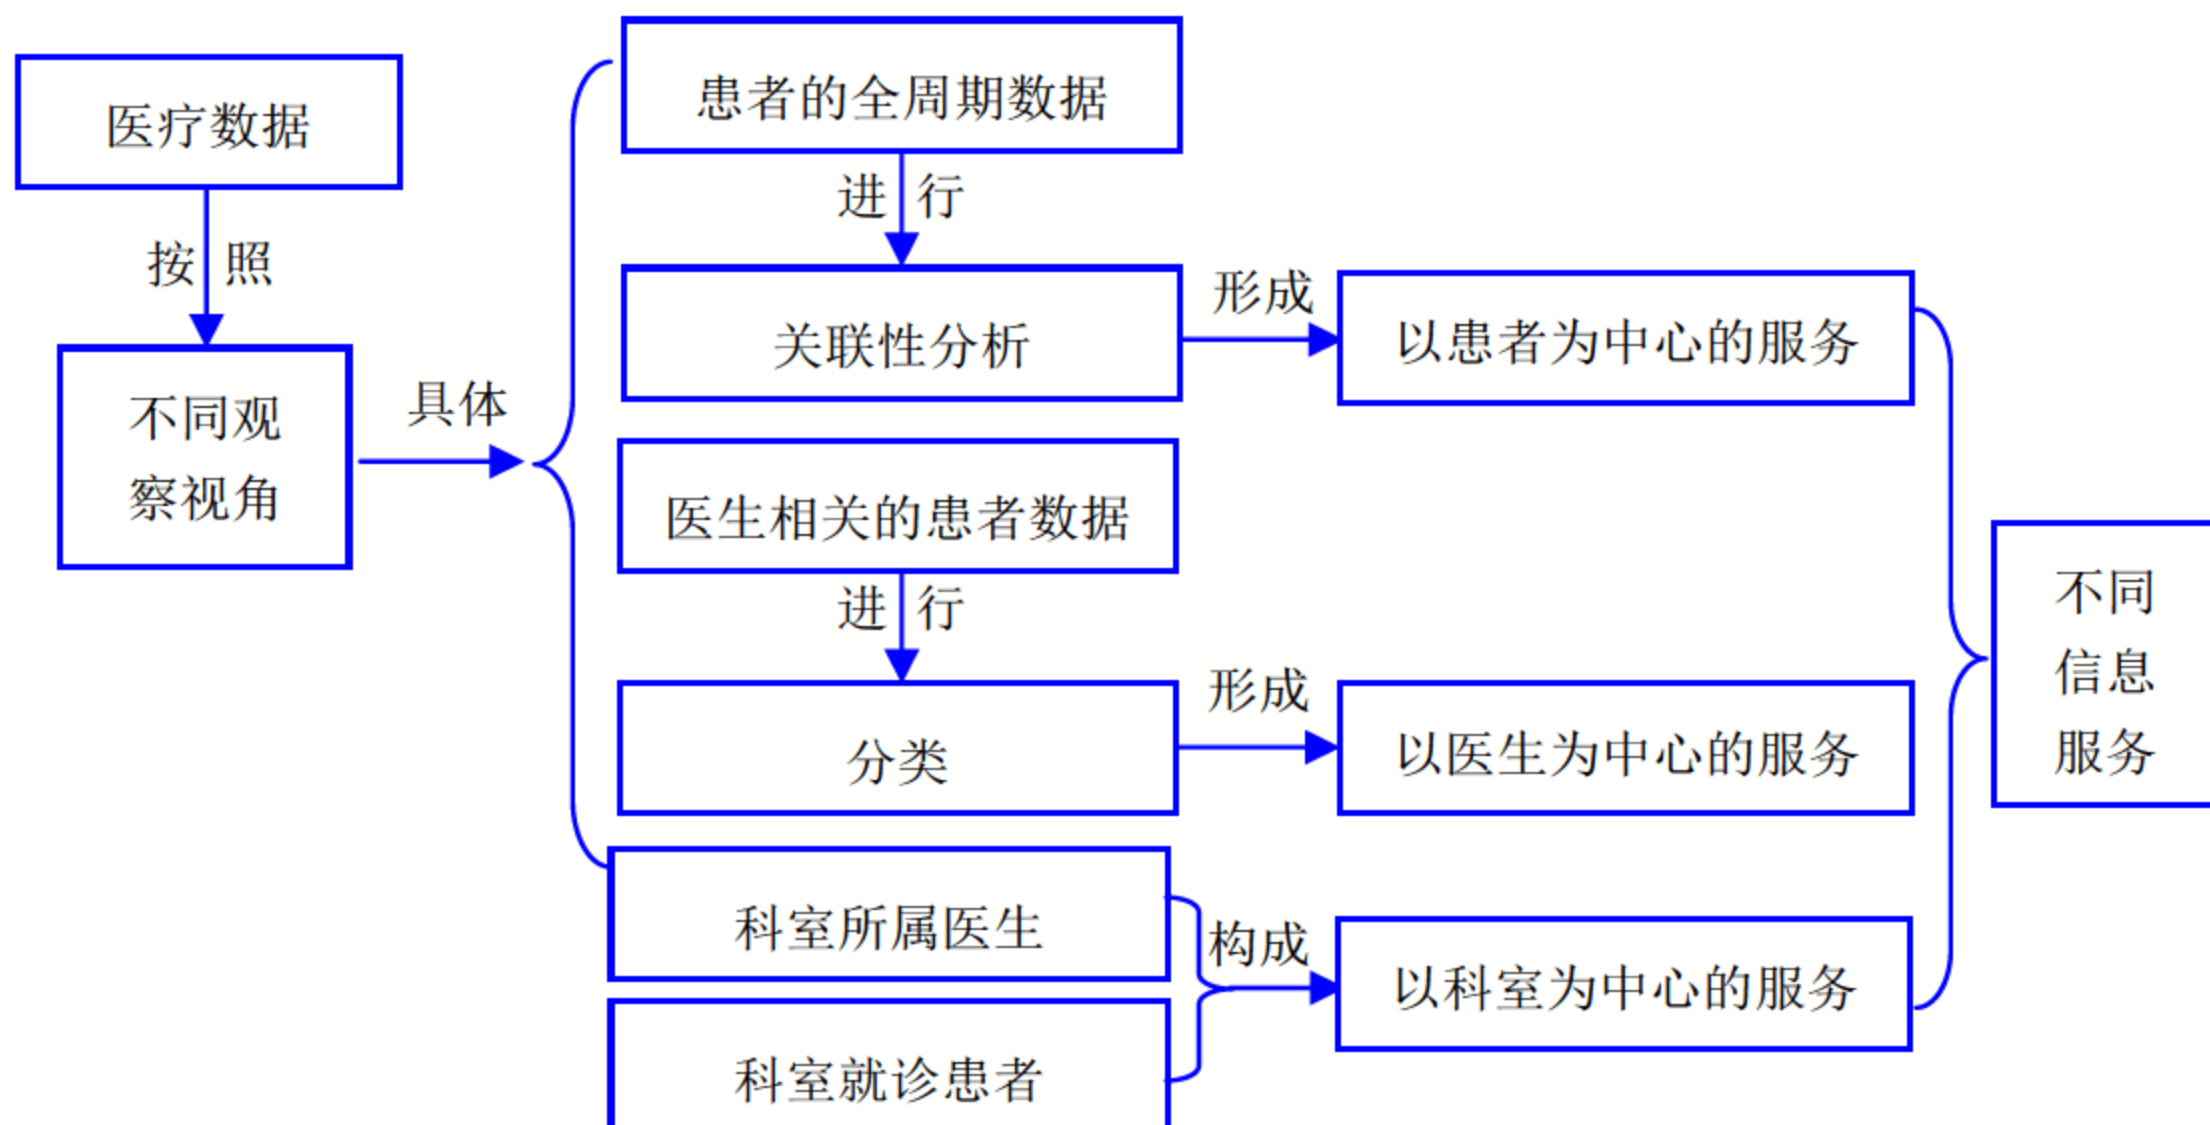 医疗数据
按照
不同观
察视角
具体
患者的全周期数据
进行
关联性分析
形成
以患者为中心的服务
医生相关的患者数据
进行
分类
形成
以医生为中心的服务
科室所属医生
科室就诊患者
构成
以科室为中心的服务
不同
信息
服务